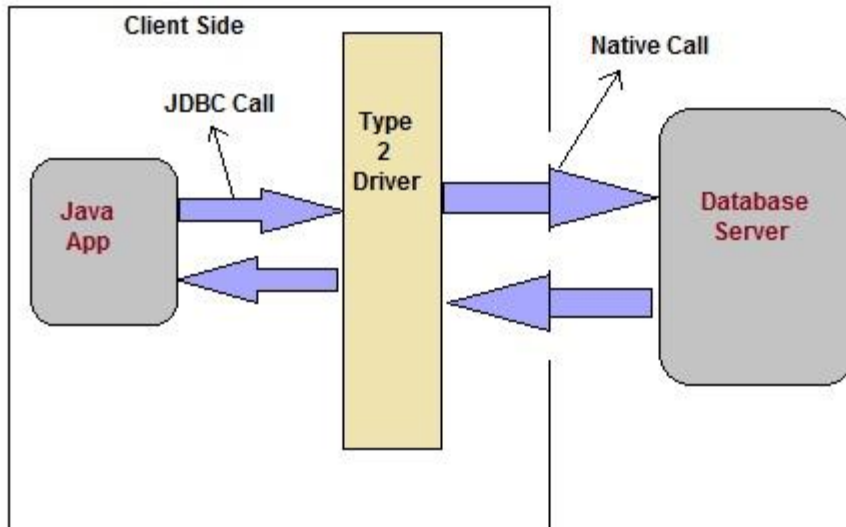 Client Side
Native Call
JDBC Call
Type
2
Driver
Java
App
Database
Server